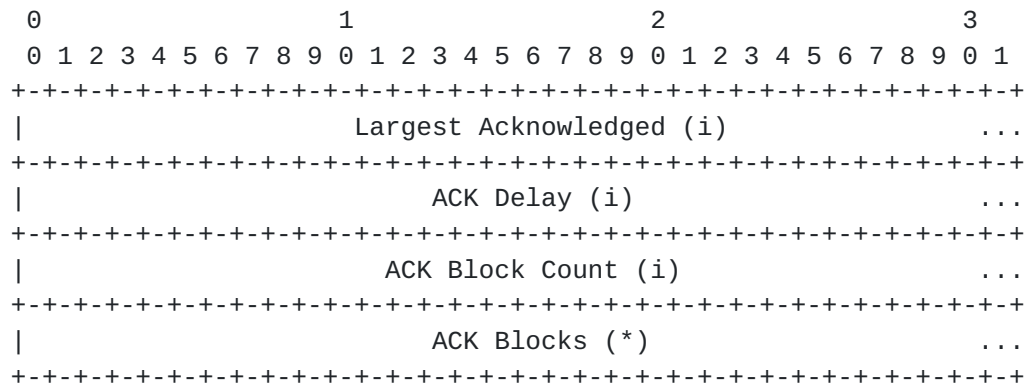 0                   1                   2                   3
 0 1 2 3 4 5 6 7 8 9 0 1 2 3 4 5 6 7 8 9 0 1 2 3 4 5 6 7 8 9 0 1
+-+-+-+-+-+-+-+-+-+-+-+-+-+-+-+-+-+-+-+-+-+-+-+-+-+-+-+-+-+-+-+-+
|                     Largest Acknowledged (i)                ...
+-+-+-+-+-+-+-+-+-+-+-+-+-+-+-+-+-+-+-+-+-+-+-+-+-+-+-+-+-+-+-+-+
|                          ACK Delay (i)                      ...
+-+-+-+-+-+-+-+-+-+-+-+-+-+-+-+-+-+-+-+-+-+-+-+-+-+-+-+-+-+-+-+-+
|                       ACK Block Count (i)                   ...
+-+-+-+-+-+-+-+-+-+-+-+-+-+-+-+-+-+-+-+-+-+-+-+-+-+-+-+-+-+-+-+-+
|                          ACK Blocks (*)                     ...
+-+-+-+-+-+-+-+-+-+-+-+-+-+-+-+-+-+-+-+-+-+-+-+-+-+-+-+-+-+-+-+-+